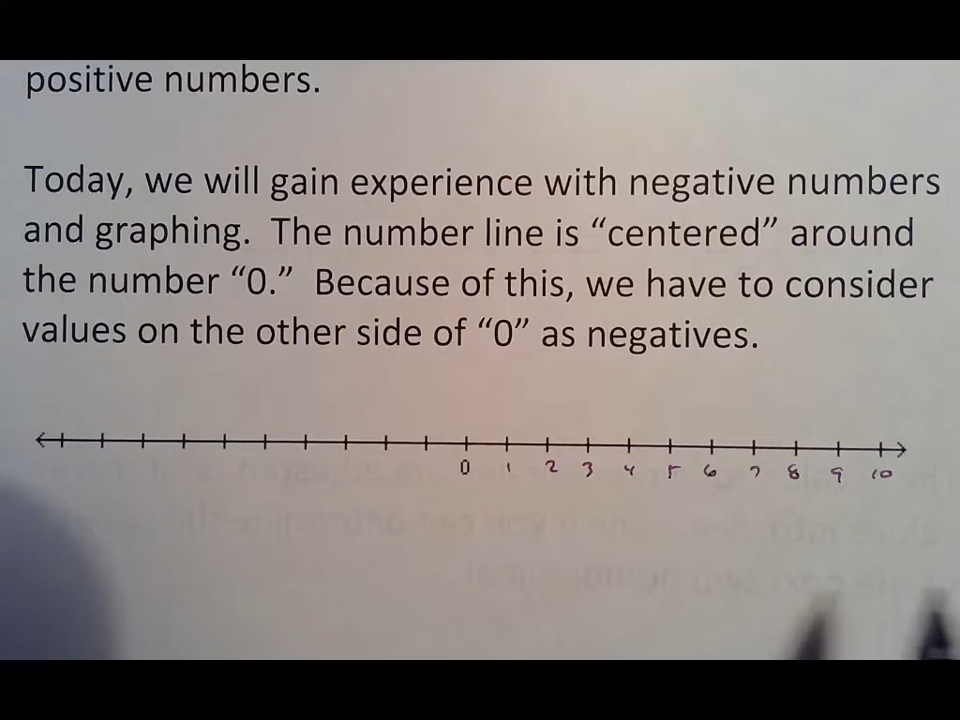 positive numbers.
Today, we will gain experience with negative numbers
and graphing. The number line is “centered” around
the number “0.” Because of this, we have to consider
values on the other side of “0” as negatives.
0 1 2 3 4 5 6 7 8 9 10